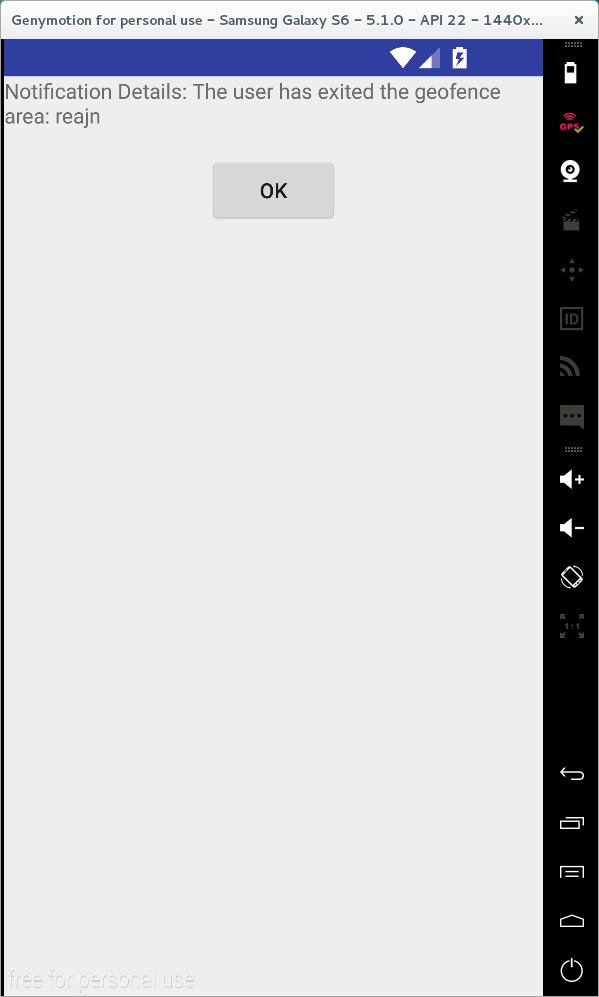 Genymotion for personal use - Samsung Galaxy S6 - 5.1.0 - API 22 - 1440x...
Notification Details: The user has exited the geofence
area: reajn
OK
GPS
ID
1:1
free for personal use